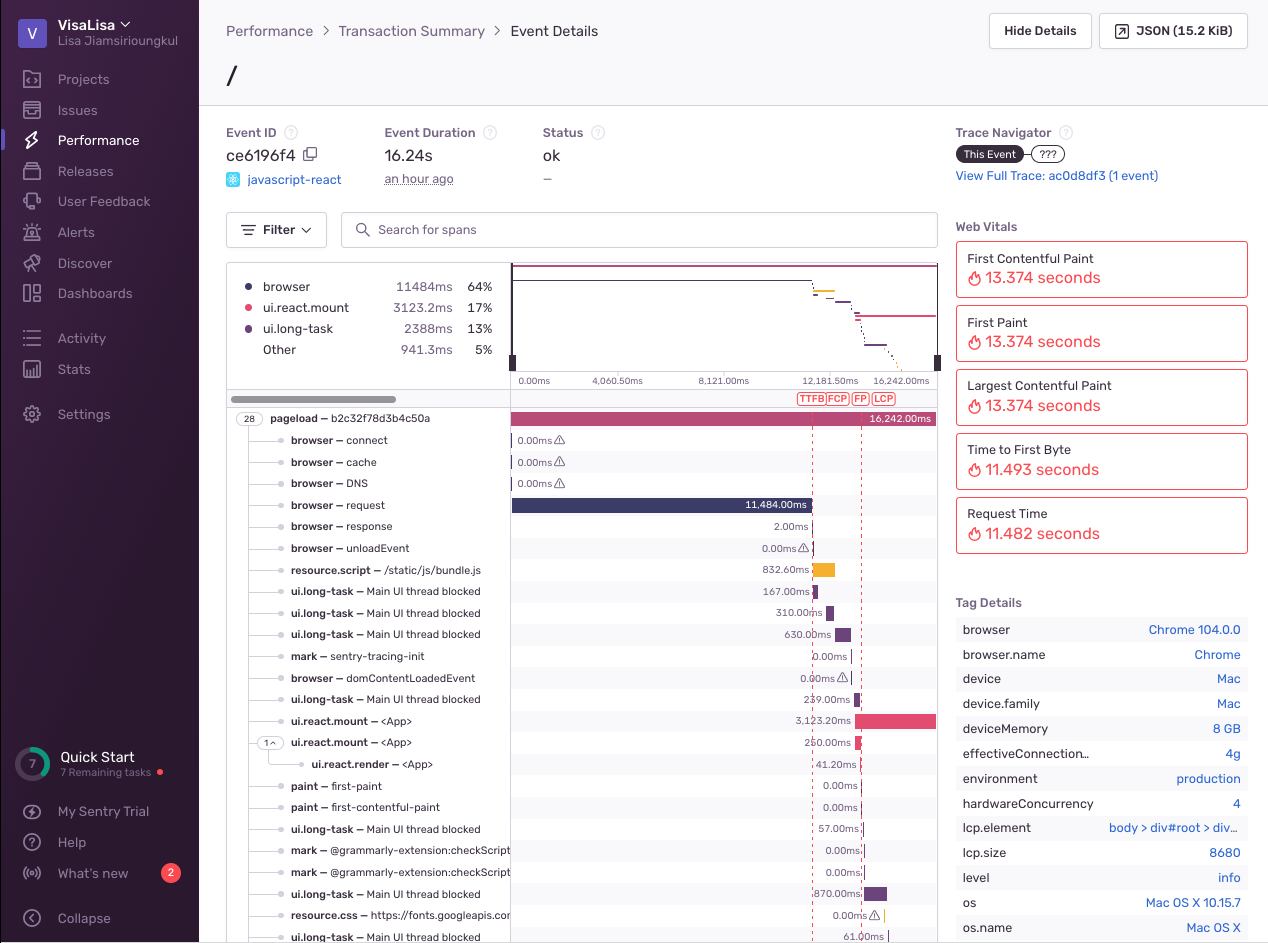 V
VisaLisa
Lisa Jiamsirioungkul
Projects
Issues
Performance
Releases
User Feedback
Alerts
Discover
Dashboards
Activity
Stats
Settings
7
Quick Start
7 Remaining tasks
My Sentry Trial
Help
What's new 2
Collapse
Performance > Transaction Summary > Event Details
Hide Details
JSON (15.2 KiB)
/
Event ID ?
ce6196f4
javascript-react
Event Duration ?
16.24s
an hour ago
Status ?
ok
—
Trace Navigator ?
This Event ???
View Full Trace: ac0d8df3 (1 event)
Filter
Search for spans
browser 11484ms 64%
ui.react.mount 3123.2ms 17%
ui.long-task 2388ms 13%
Other 941.3ms 5%
0.00ms 4,060.50ms 8,121.00ms 12,181.50ms 16,242.00ms
TTFB FCP FP LCP
28 pageload — b2c32f78d3b4c50a 16,242.00ms
browser — connect 0.00ms
browser — cache 0.00ms
browser — DNS 0.00ms
browser — request 11,484.00ms
browser — response 2.00ms
browser — unloadEvent 0.00ms
resource.script — /static/js/bundle.js 832.60ms
ui.long-task — Main UI thread blocked 167.00ms
ui.long-task — Main UI thread blocked 310.00ms
ui.long-task — Main UI thread blocked 630.00ms
mark — sentry-tracing-init 0.00ms
browser — domContentLoadedEvent 0.00ms
ui.long-task — Main UI thread blocked 239.00ms
ui.react.mount — <App> 3,123.20ms
1 ui.react.mount — <App> 250.00ms
ui.react.render — <App> 41.20ms
paint — first-paint 0.00ms
paint — first-contentful-paint 0.00ms
ui.long-task — Main UI thread blocked 57.00ms
mark — @grammarly-extension:checkScript 0.00ms
mark — @grammarly-extension:checkScript 0.00ms
ui.long-task — Main UI thread blocked 870.00ms
resource.css — https://fonts.googleapis.cor 0.00ms
ui.long-task — Main UI thread blocked 61.00ms
Web Vitals
First Contentful Paint
13.374 seconds
First Paint
13.374 seconds
Largest Contentful Paint
13.374 seconds
Time to First Byte
11.493 seconds
Request Time
11.482 seconds
Tag Details
browser Chrome 104.0.0
browser.name Chrome
device Mac
device.family Mac
deviceMemory 8 GB
effectiveConnection… 4g
environment production
hardwareConcurrency 4
lcp.element body > div#root > div…
lcp.size 8680
level info
os Mac OS X 10.15.7
os.name Mac OS X